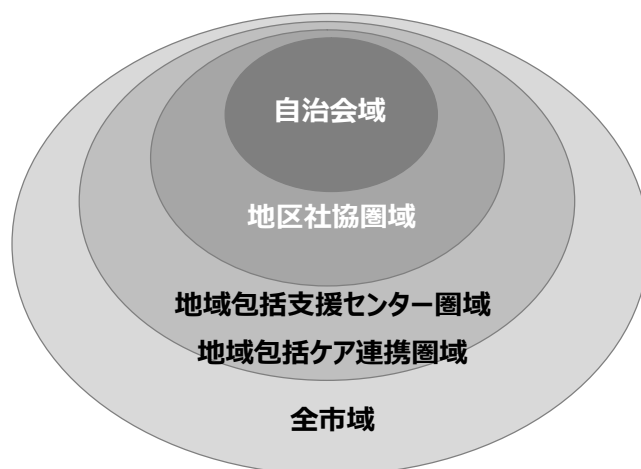 自治会域
地区社協圏域
地域包括支援センター圏域
地域包括ケア連携圏域
全市域